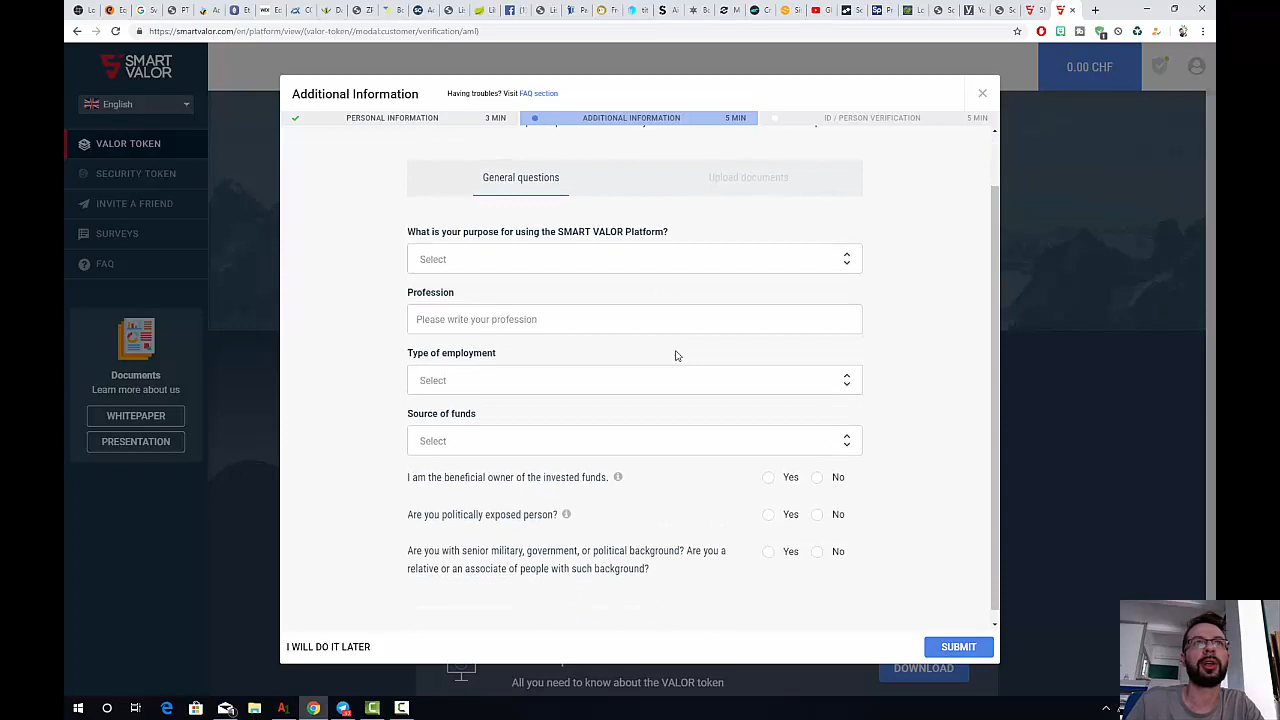 https://smartvalor.com/en/platform/view/(valor-token//modal:customer/verification/aml)
SMART
VALOR
0.00 CHF
English
VALOR TOKEN
SECURITY TOKEN
INVITE A FRIEND
SURVEYS
FAQ
Documents
Learn more about us
WHITEPAPER
PRESENTATION
Additional Information
Having troubles? Visit FAQ section
PERSONAL INFORMATION 3 MIN
ADDITIONAL INFORMATION 5 MIN
ID / PERSON VERIFICATION 5 MIN
General questions
Upload documents
What is your purpose for using the SMART VALOR Platform?
Select
Profession
Please write your profession
Type of employment
Select
Source of funds
Select
I am the beneficial owner of the invested funds. Yes No
Are you politically exposed person? Yes No
Are you with senior military, government, or political background? Are you a Yes No
relative or an associate of people with such background?
I WILL DO IT LATER
SUBMIT
DOWNLOAD
All you need to know about the VALOR token